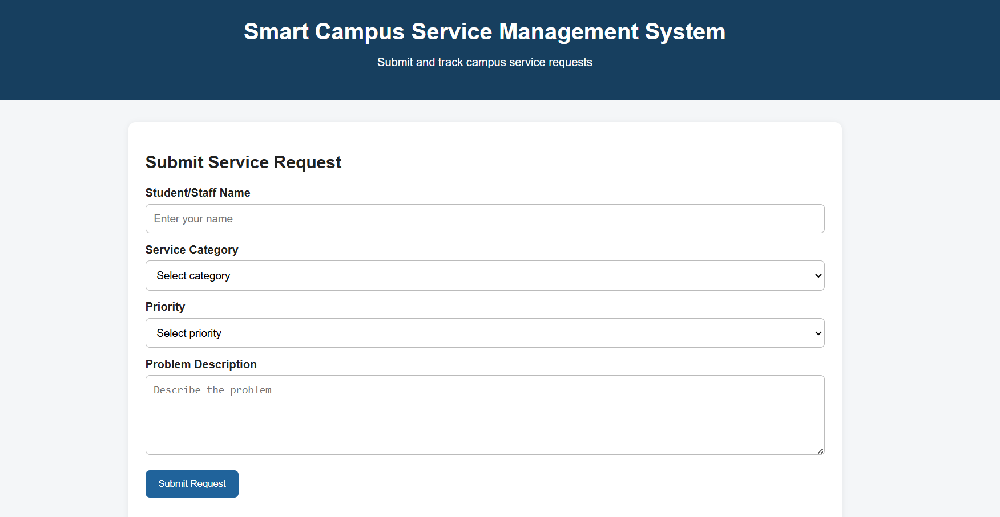 Smart Campus Service Management System
Submit and track campus service requests
Submit Service Request
Student/Staff Name
Enter your name
Service Category
Select category
Priority
Select priority
Problem Description
Describe the problem
Submit Request